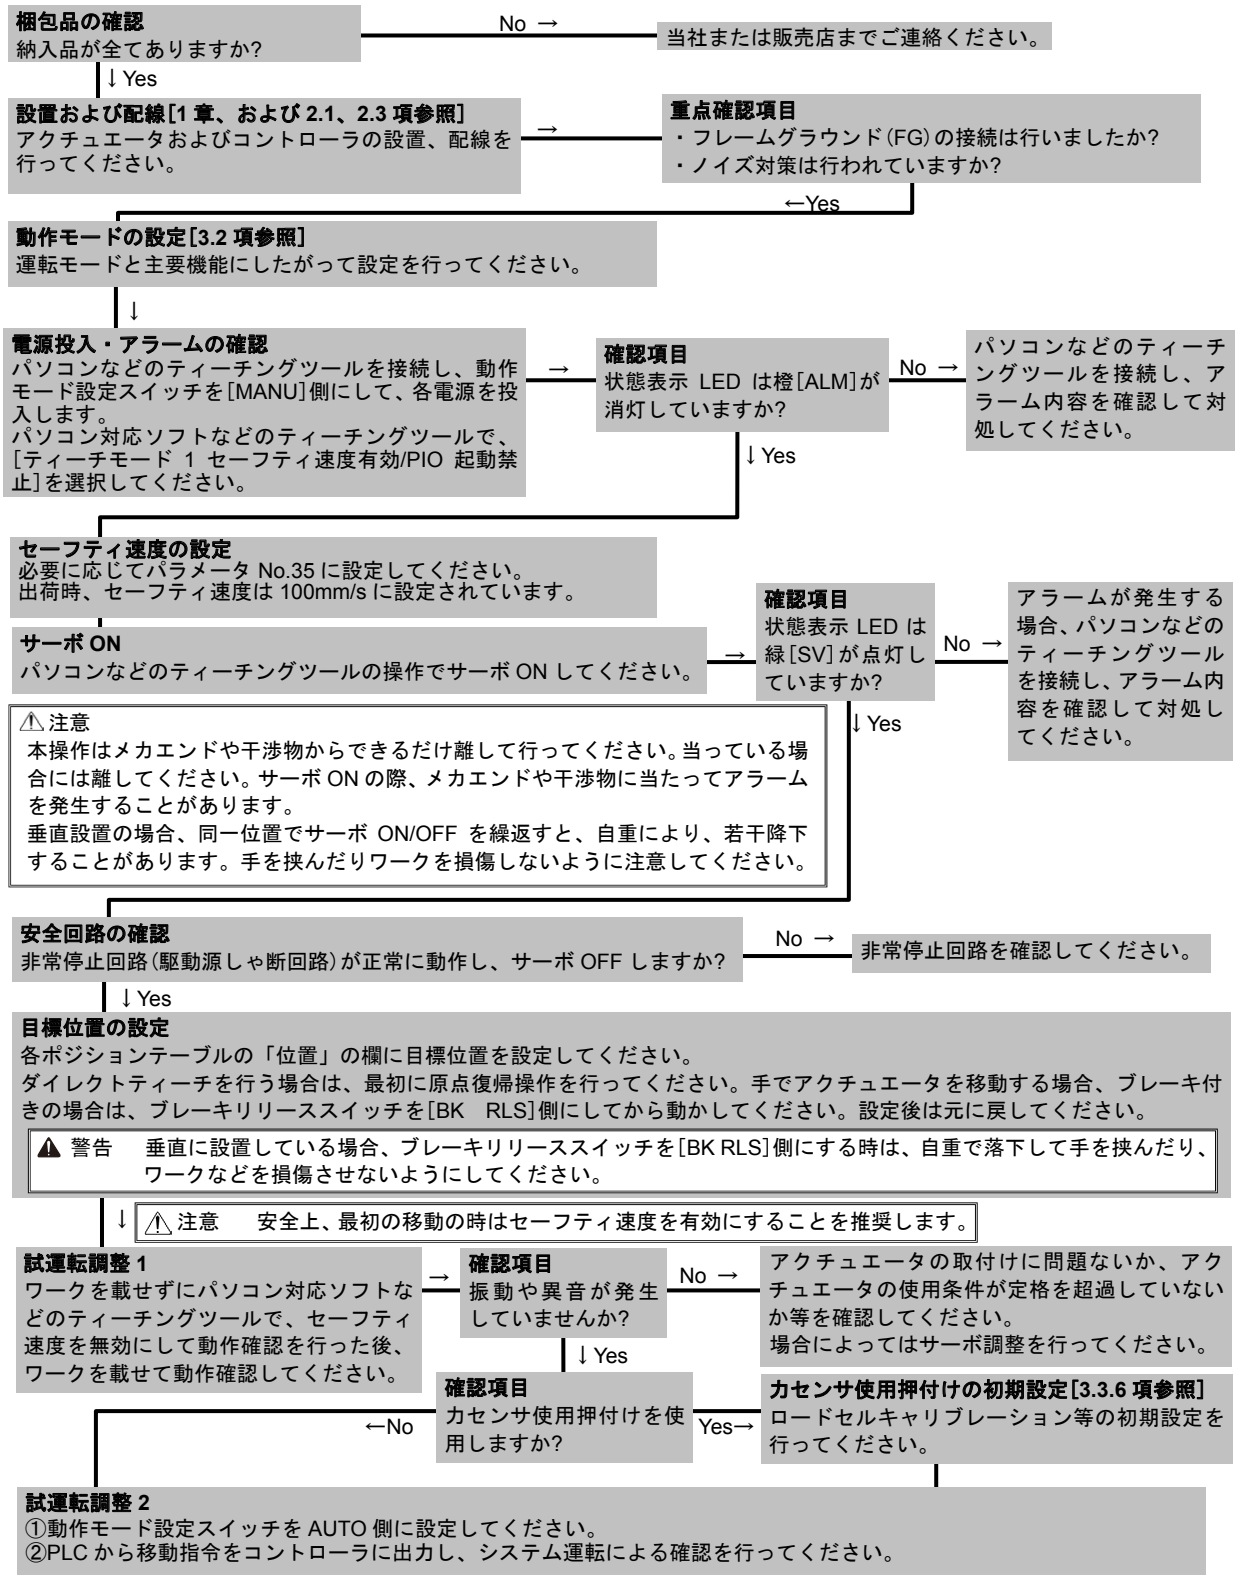 梱包品の確認
納入品が全てありますか?
No →
当社または販売店までご連絡ください。
↓Yes
設置および配線[1 章、および 2.1、2.3 項参照]
アクチュエータおよびコントローラの設置、配線を
行ってください。
→
重点確認項目
・フレームグラウンド(FG)の接続は行いましたか?
・ノイズ対策は行われていますか?
←Yes
動作モードの設定[3.2 項参照]
運転モードと主要機能にしたがって設定を行ってください。
↓
電源投入・アラームの確認
パソコンなどのティーチングツールを接続し、動作
モード設定スイッチを[MANU]側にして、各電源を投
入します。
パソコン対応ソフトなどのティーチングツールで、
[ティーチモード 1 セーフティ速度有効/PIO 起動禁
止]を選択してください。
→
確認項目
状態表示 LED は橙[ALM]が
消灯していますか?
No →
パソコンなどのティーチ
ングツールを接続し、ア
ラーム内容を確認して対
処してください。
↓Yes
セーフティ速度の設定
必要に応じてパラメータ No.35 に設定してください。
出荷時、セーフティ速度は 100mm/s に設定されています。
サーボ ON
パソコンなどのティーチングツールの操作でサーボ ON してください。
→
確認項目
状態表示 LED は
緑[SV]が点灯し
ていますか?
No →
アラームが発生する
場合、パソコンなどの
ティーチングツール
を接続し、アラーム内
容を確認して対処し
てください。
↓Yes
⚠ 注意
本操作はメカエンドや干渉物からできるだけ離して行ってください。当っている場
合には離してください。サーボ ON の際、メカエンドや干渉物に当たってアラーム
を発生することがあります。
垂直設置の場合、同一位置でサーボ ON/OFF を繰返すと、自重により、若干降下
することがあります。手を挟んだりワークを損傷しないように注意してください。
安全回路の確認
非常停止回路(駆動源しゃ断回路)が正常に動作し、サーボ OFF しますか?
No →
非常停止回路を確認してください。
↓Yes
目標位置の設定
各ポジションテーブルの「位置」の欄に目標位置を設定してください。
ダイレクトティーチを行う場合は、最初に原点復帰操作を行ってください。手でアクチュエータを移動する場合、ブレーキ付
きの場合は、ブレーキリリーススイッチを[BK RLS]側にしてから動かしてください。設定後は元に戻してください。
⚠ 警告 垂直に設置している場合、ブレーキリリーススイッチを[BK RLS]側にする時は、自重で落下して手を挟んだり、
ワークなどを損傷させないようにしてください。
↓
⚠ 注意 安全上、最初の移動の時はセーフティ速度を有効にすることを推奨します。
試運転調整 1
ワークを載せずにパソコン対応ソフトな
どのティーチングツールで、セーフティ
速度を無効にして動作確認を行った後、
ワークを載せて動作確認してください。
→
確認項目
振動や異音が発生
していませんか?
No →
アクチュエータの取付けに問題ないか、アク
チュエータの使用条件が定格を超過していない
か等を確認してください。
場合によってはサーボ調整を行ってください。
↓Yes
確認項目
力センサ使用押付けを使
用しますか?
←No
Yes→
力センサ使用押付けの初期設定[3.3.6 項参照]
ロードセルキャリブレーション等の初期設定を
行ってください。
試運転調整 2
①動作モード設定スイッチを AUTO 側に設定してください。
②PLC から移動指令をコントローラに出力し、システム運転による確認を行ってください。